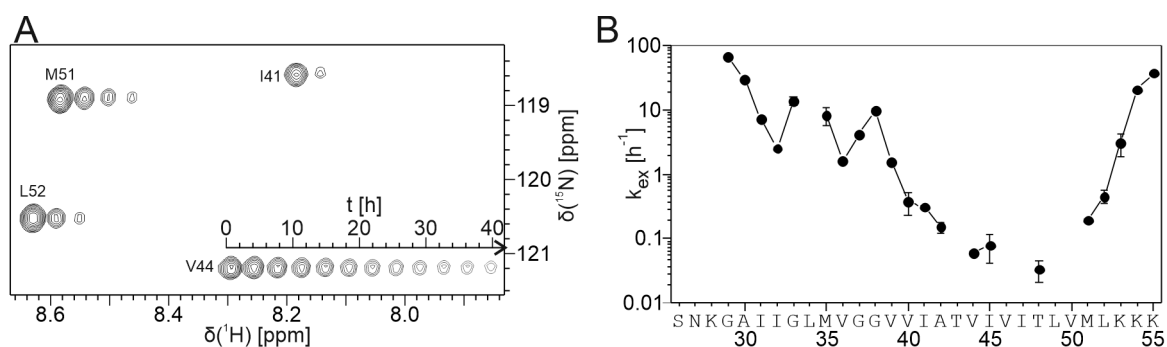 A
M51
I41
L52
t [h]
0 10 20 30 40
V44
119
120
121
δ(¹⁵N) [ppm]
8.6 8.4 8.2 8.0
δ(¹H) [ppm]
B
100
10
1
0.1
0.01
kex [h⁻¹]
S N K G A I I G L M V G G V V I A T V I V I T L V M L K K K
30 35 40 45 50 55